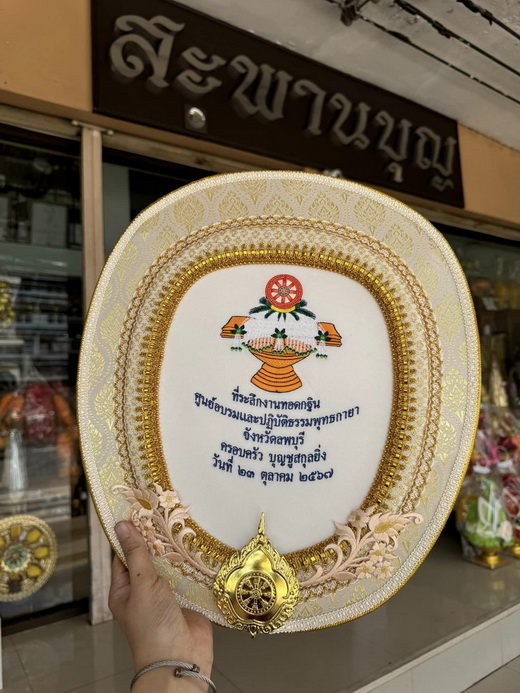 สะพานบุญ
ที่ระลึกงานทอดกฐิน
ศูนย์อบรมและปฏิบัติธรรมพุทธกายา
จังหวัดลพบุรี
ครอบครัว บุญชูสกุลยิ่ง
วันที่ ๒๓ ตุลาคม ๒๕๖๗